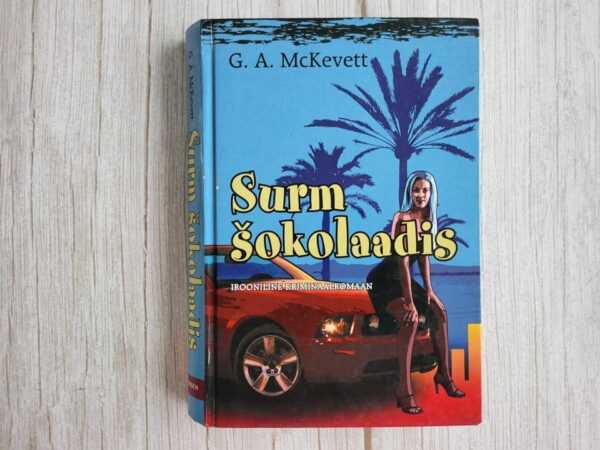 G. A. McKevett
Surm
šokolaadis
IROONILINE KRIMINAALROMAAN
G. A. McKevett
Surm šokolaadis